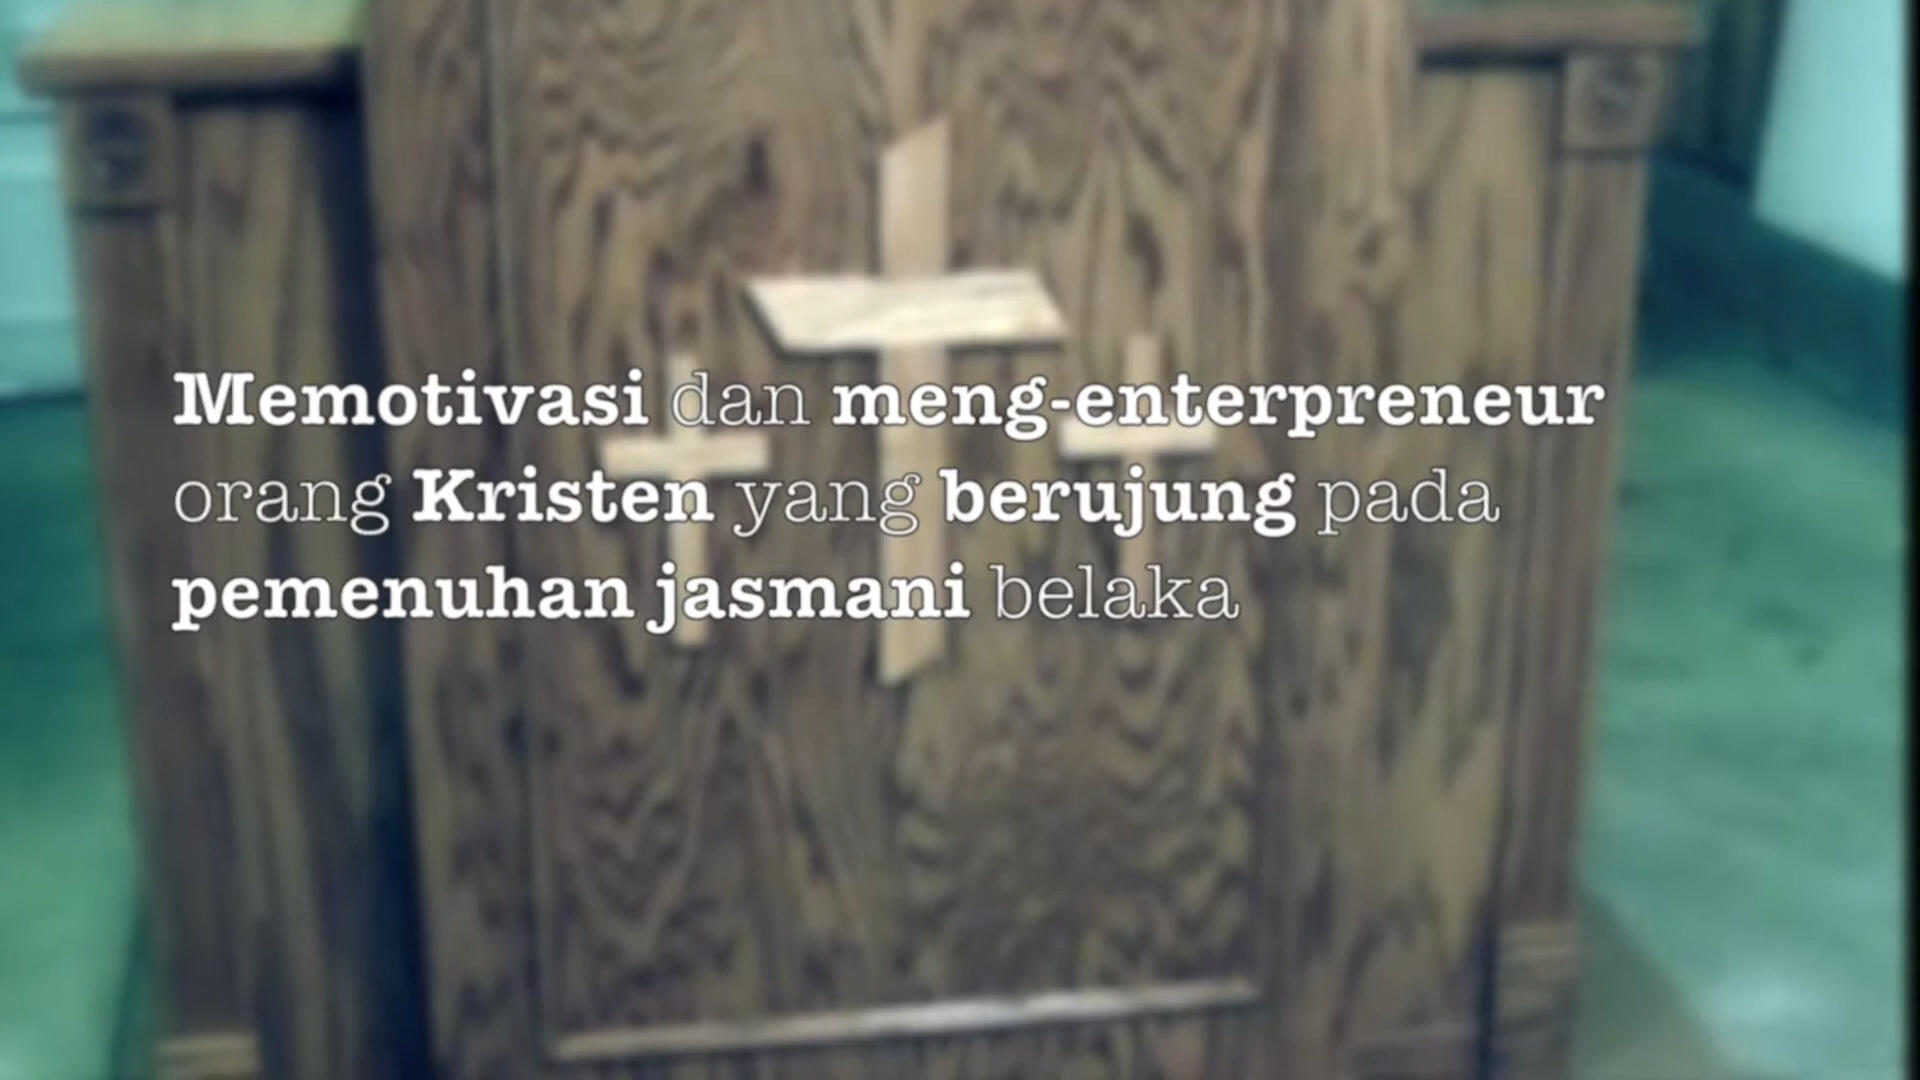 Memotivasi dan meng-enterpreneur
orang Kristen yang berujung pada
pemenuhan jasmani belaka